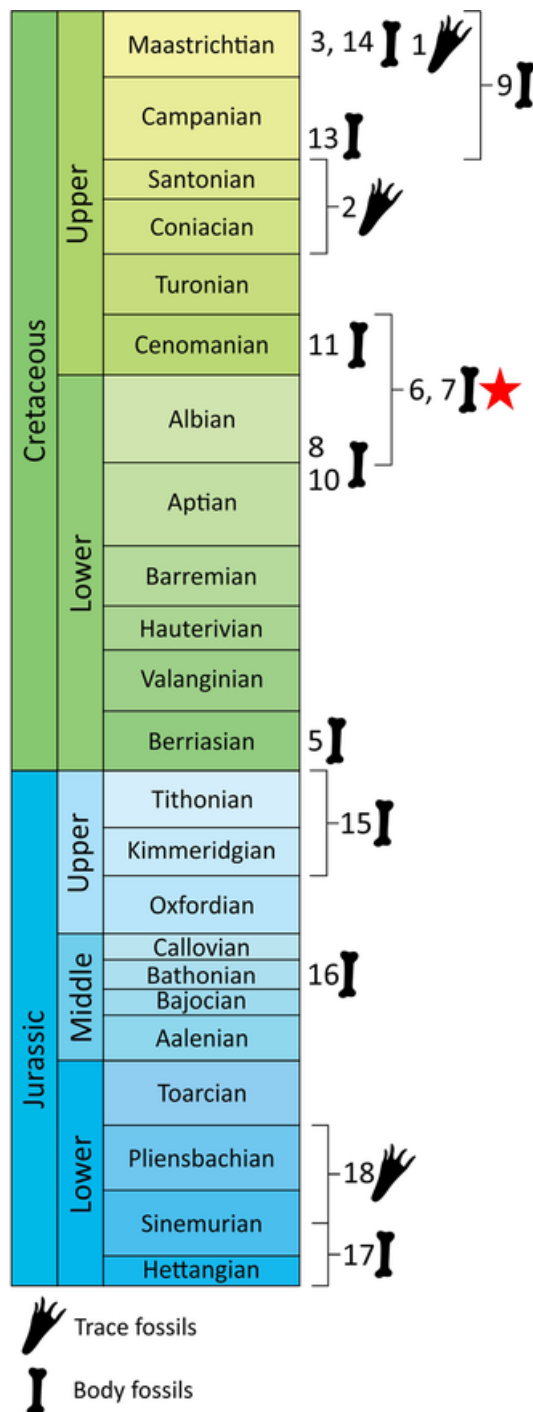 Cretaceous
Upper
Maastrichtian
3, 14
1
9
Campanian
13
Santonian
2
Coniacian
Turonian
Cenomanian
11
6, 7
Lower
Albian
8
10
Aptian
Barremian
Hauterivian
Valanginian
Berriasian
5
Jurassic
Upper
Tithonian
15
Kimmeridgian
Oxfordian
Middle
Callovian
Bathonian
16
Bajocian
Aalenian
Lower
Toarcian
Pliensbachian
18
Sinemurian
17
Hettangian
Trace fossils
Body fossils